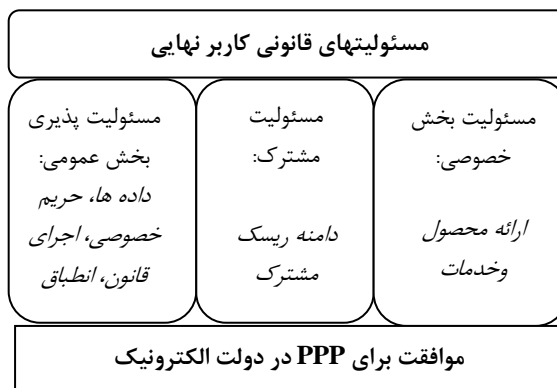 مسئولیتهای قانونی کاربر نهایی
مسئولیت بخش
خصوصی:
ارائه محصول
وخدمات
مسئولیت
مشترک:
دامنه ریسک
مشترک
مسئولیت پذیری
بخش عمومی:
داده ها، حریم
خصوصی، اجرای
قانون، انطباق
موافقت برای PPP در دولت الکترونیک